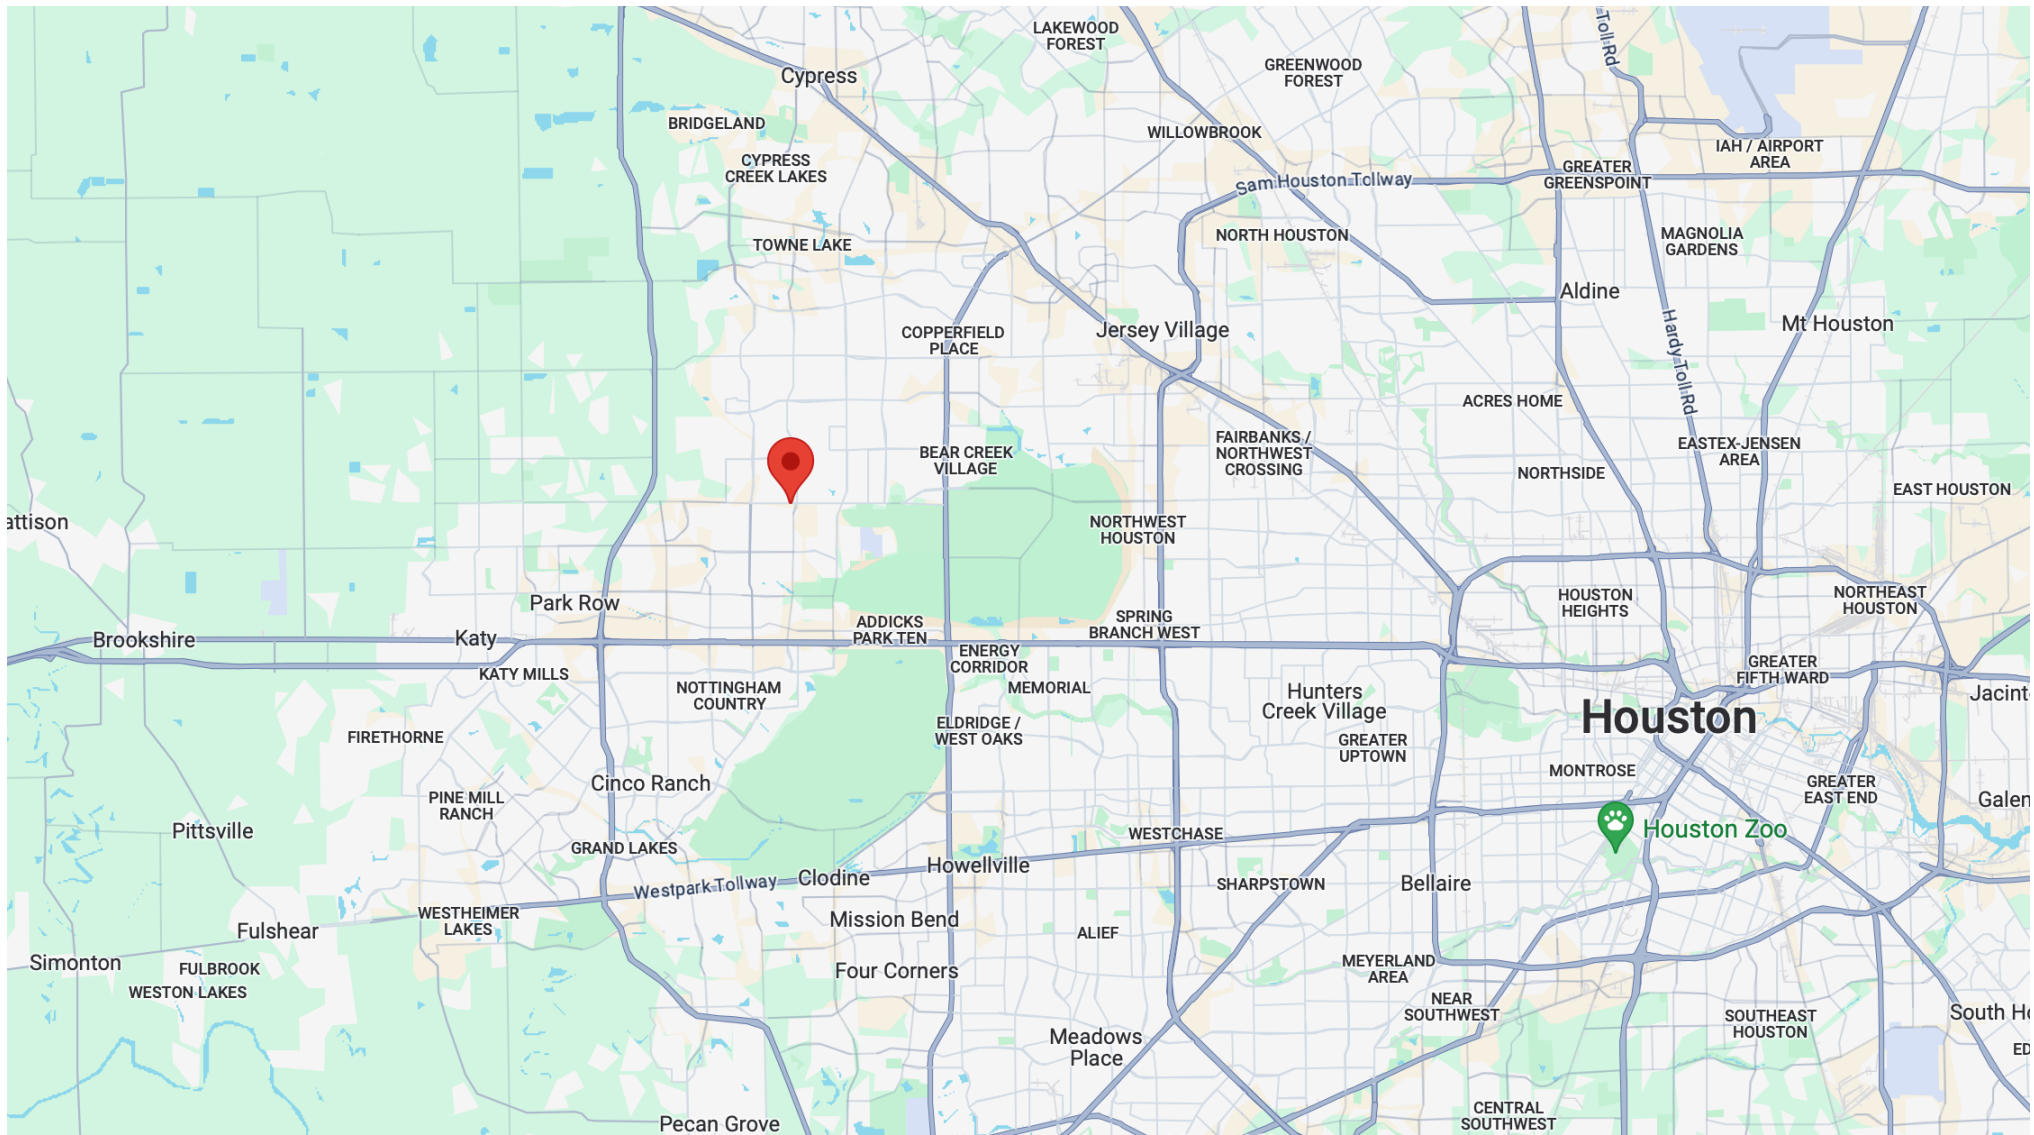 LAKEWOOD
FOREST
Toll Rd
Cypress
GREENWOOD
FOREST
BRIDGELAND
WILLOWBROOK
CYPRESS
CREEK LAKES
IAH / AIRPORT
AREA
GREATER
GREENSPOINT
Sam Houston Tollway
TOWNE LAKE
NORTH HOUSTON
MAGNOLIA
GARDENS
Aldine
COPPERFIELD
PLACE
Jersey Village
Mt Houston
Hardy Toll Rd
ACRES HOME
BEAR CREEK
VILLAGE
FAIRBANKS /
NORTHWEST
CROSSING
EASTEX-JENSEN
AREA
NORTHSIDE
EAST HOUSTON
attison
NORTHWEST
HOUSTON
Park Row
HOUSTON
HEIGHTS
NORTHEAST
HOUSTON
Brookshire
Katy
ADDICKS
PARK TEN
SPRING
BRANCH WEST
KATY MILLS
ENERGY
CORRIDOR
GREATER
FIFTH WARD
NOTTINGHAM
COUNTRY
MEMORIAL
Hunters
Creek Village
Jacint
Houston
FIRETHORNE
ELDRIDGE /
WEST OAKS
GREATER
UPTOWN
MONTROSE
Cinco Ranch
GREATER
EAST END
PINE MILL
RANCH
Galen
Pittsville
WESTCHASE
Houston Zoo
GRAND LAKES
Howellville
Westpark Tollway
Clodine
SHARPSTOWN
Bellaire
WESTHEIMER
LAKES
Mission Bend
Fulshear
ALIEF
Simonton
FULBROOK
Four Corners
MEYERLAND
AREA
WESTON LAKES
NEAR
SOUTHWEST
SOUTHEAST
HOUSTON
South Ho
Meadows
Place
ED
CENTRAL
SOUTHWEST
Pecan Grove